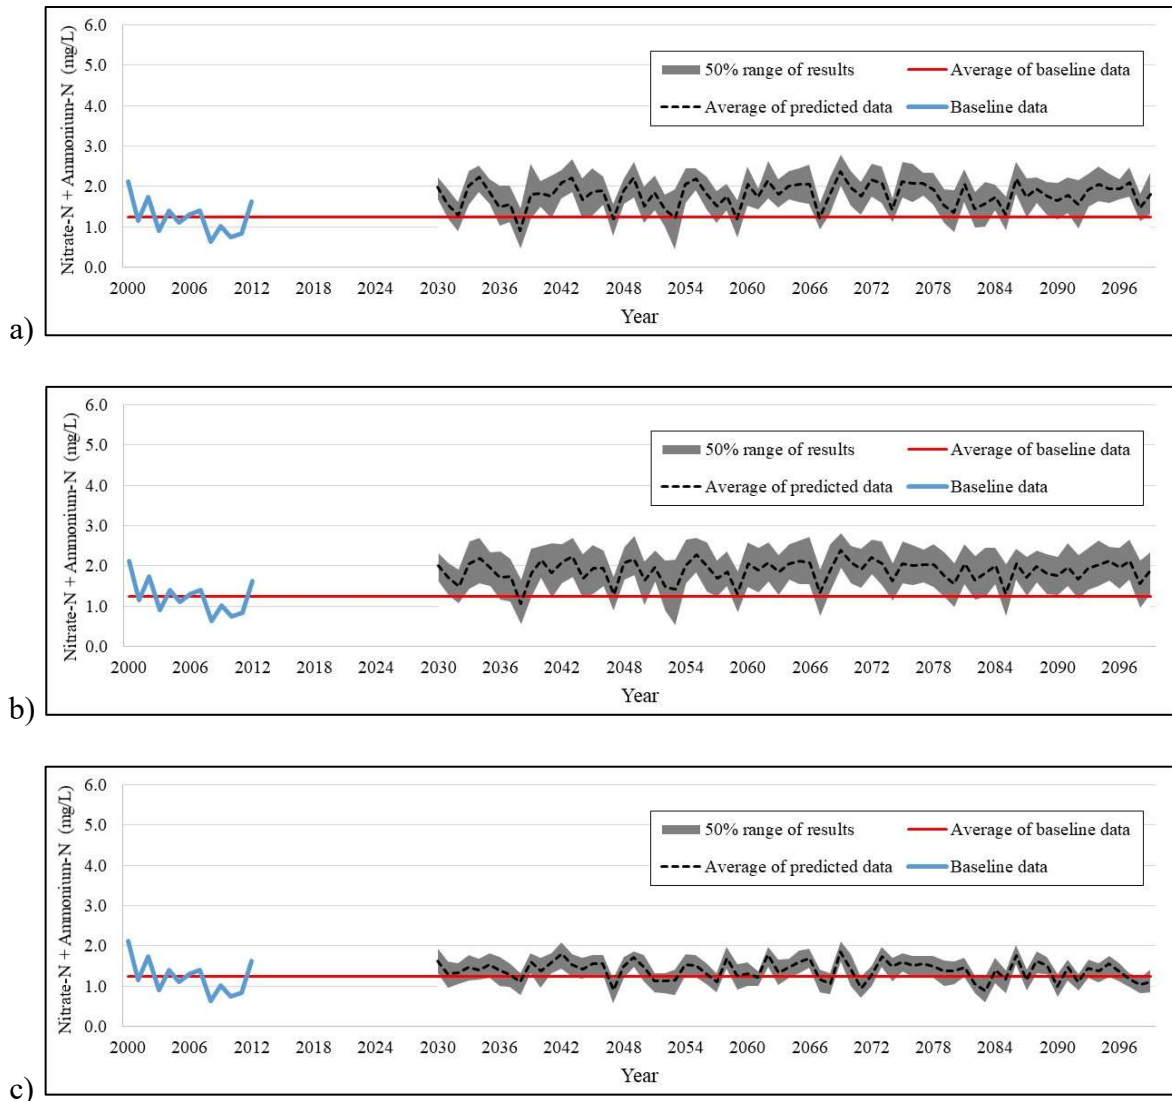 6.0
5.0
4.0
3.0
2.0
1.0
0.0
Nitrate-N + Ammonium-N (mg/L)
50% range of results
Average of baseline data
Average of predicted data
Baseline data
2000 2006 2012 2018 2024 2030 2036 2042 2048 2054 2060 2066 2072 2078 2084 2090 2096
Year
a)
6.0
5.0
4.0
3.0
2.0
1.0
0.0
Nitrate-N + Ammonium-N (mg/L)
50% range of results
Average of baseline data
Average of predicted data
Baseline data
2000 2006 2012 2018 2024 2030 2036 2042 2048 2054 2060 2066 2072 2078 2084 2090 2096
Year
b)
6.0
5.0
4.0
3.0
2.0
1.0
0.0
Nitrate-N + Ammonium-N (mg/L)
50% range of results
Average of baseline data
Average of predicted data
Baseline data
2000 2006 2012 2018 2024 2030 2036 2042 2048 2054 2060 2066 2072 2078 2084 2090 2096
Year
c)